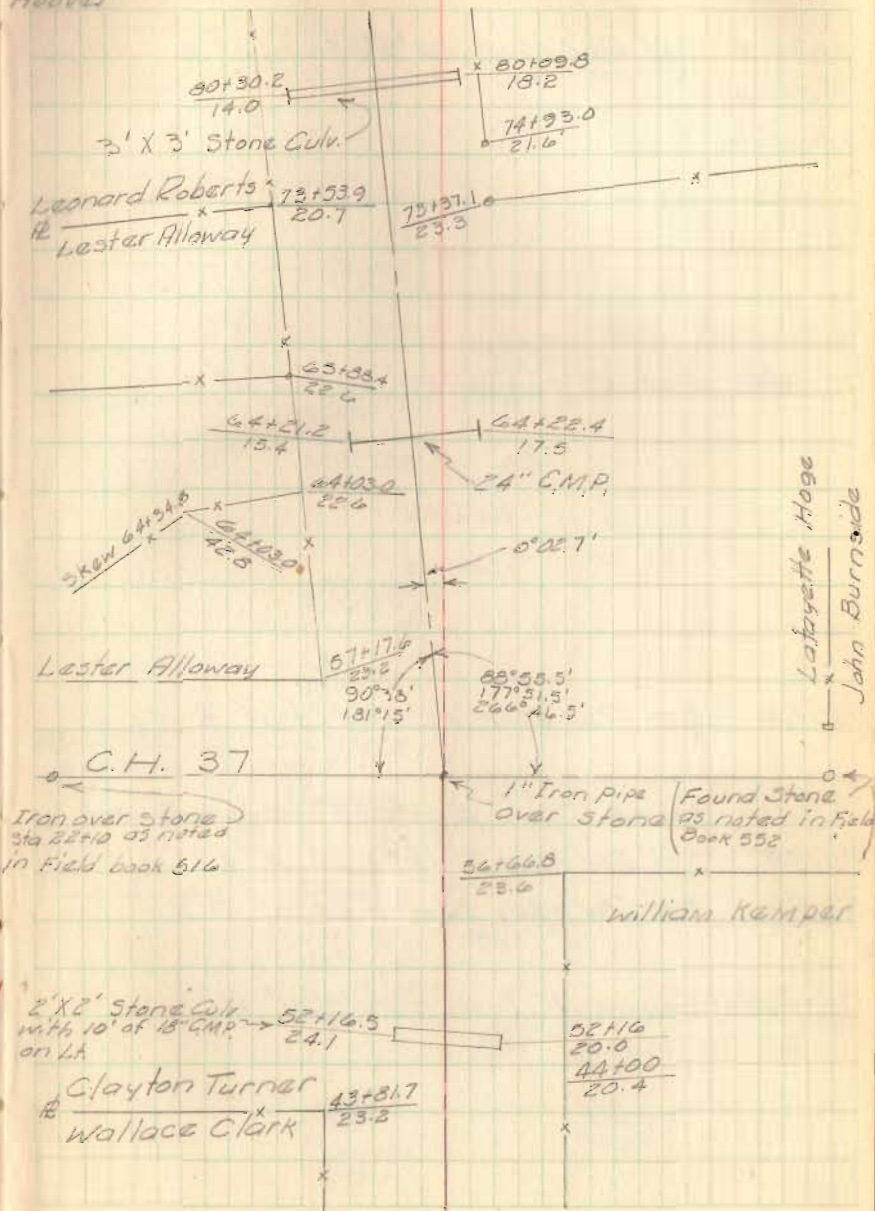 80+30.2
14.0
80+09.8
18.2
3' X 3' Stone Culv.
74+93.0
21.6'
Leonard Roberts
73+53.9
20.7
73+37.1
23.3
Lester Alloway
65+88.4
22.6
64+21.2
15.4
64+22.4
17.5
24" C.M.P.
64+03.0
22.6
Skew 64+34.8
64+03.0
42.8
0°02.7'
Lafayette Hoge
John Burnside
Lester Alloway
57+17.6
23.2
90°38'
181°15'
88°55.5'
177°51.5'
266°46.5'
C.H. 37
Iron over Stone
Sta 22+10 as noted
in Field book 516
1" Iron pipe
over Stone
Found Stone
as noted in Field
Book 552
56+66.8
23.6
William Kemper
2' X 2' Stone Culv.
with 10' of 18" CMP
on Lt
52+16.5
24.1
52+16
20.0
44+00
20.4
Clayton Turner
43+81.7
23.2
Wallace Clark